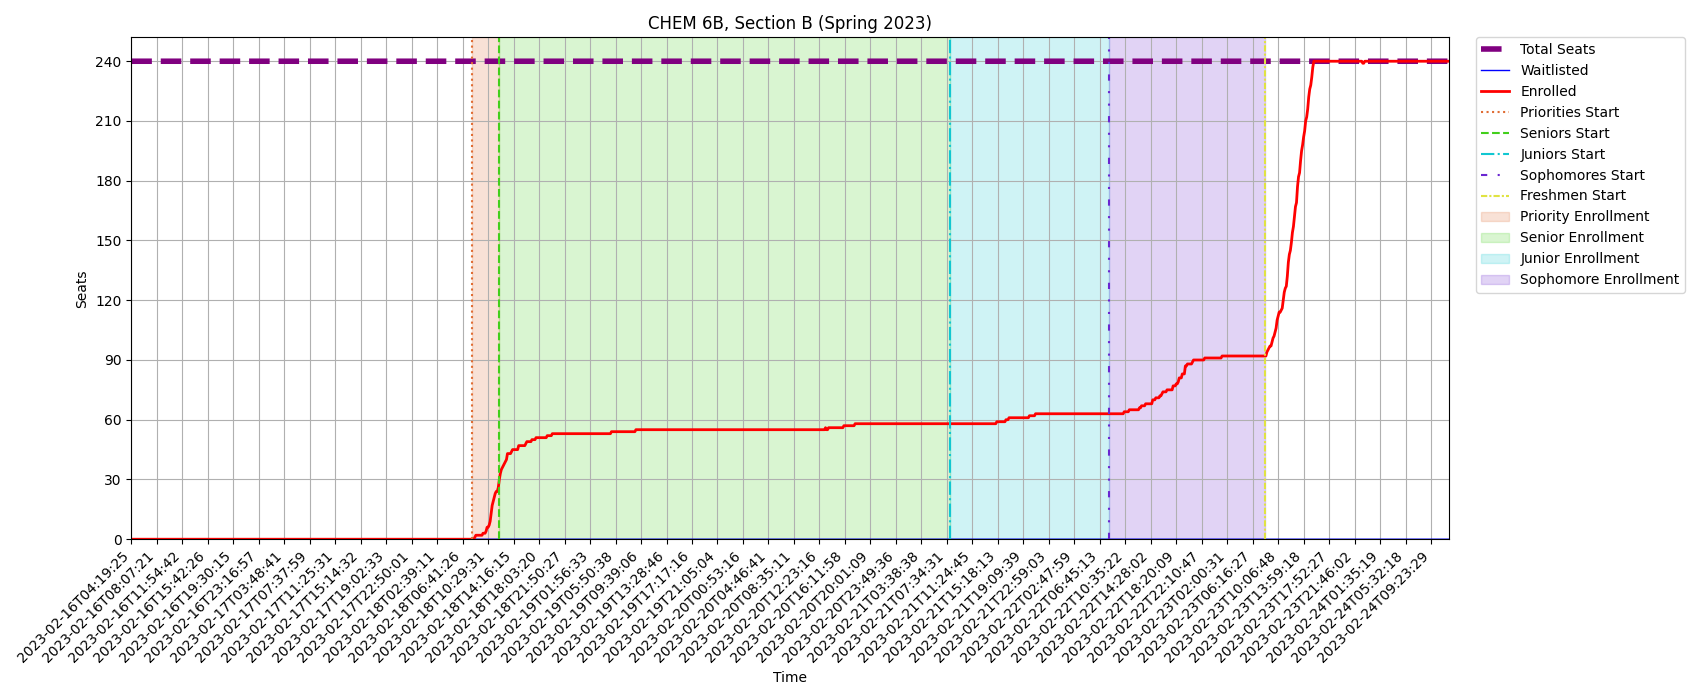 CHEM 6B, Section B (Spring 2023)
Seats
240
210
180
150
120
90
60
30
0
2023-02-16T04:19:25
2023-02-16T08:07:21
2023-02-16T11:54:42
2023-02-16T15:42:26
2023-02-16T19:30:15
2023-02-16T23:16:57
2023-02-17T03:48:41
2023-02-17T07:37:59
2023-02-17T11:25:31
2023-02-17T15:14:32
2023-02-17T19:02:33
2023-02-17T22:50:01
2023-02-18T02:39:11
2023-02-18T06:41:26
2023-02-18T10:29:31
2023-02-18T14:16:15
2023-02-18T18:03:20
2023-02-18T21:50:27
2023-02-19T01:56:33
2023-02-19T05:50:38
2023-02-19T09:39:06
2023-02-19T13:28:46
2023-02-19T17:17:16
2023-02-19T21:05:04
2023-02-20T00:53:16
2023-02-20T04:46:41
2023-02-20T08:35:11
2023-02-20T12:23:16
2023-02-20T16:11:58
2023-02-20T20:01:09
2023-02-20T23:49:36
2023-02-21T03:38:38
2023-02-21T07:34:31
2023-02-21T11:24:45
2023-02-21T15:18:13
2023-02-21T19:09:39
2023-02-21T22:59:03
2023-02-22T02:47:59
2023-02-22T06:45:13
2023-02-22T10:35:22
2023-02-22T14:28:02
2023-02-22T18:20:09
2023-02-22T22:10:47
2023-02-23T02:00:31
2023-02-23T06:16:27
2023-02-23T10:06:48
2023-02-23T13:59:18
2023-02-23T17:52:27
2023-02-23T21:46:02
2023-02-24T01:35:19
2023-02-24T05:32:18
2023-02-24T09:23:29
Time
Total Seats
Waitlisted
Enrolled
Priorities Start
Seniors Start
Juniors Start
Sophomores Start
Freshmen Start
Priority Enrollment
Senior Enrollment
Junior Enrollment
Sophomore Enrollment